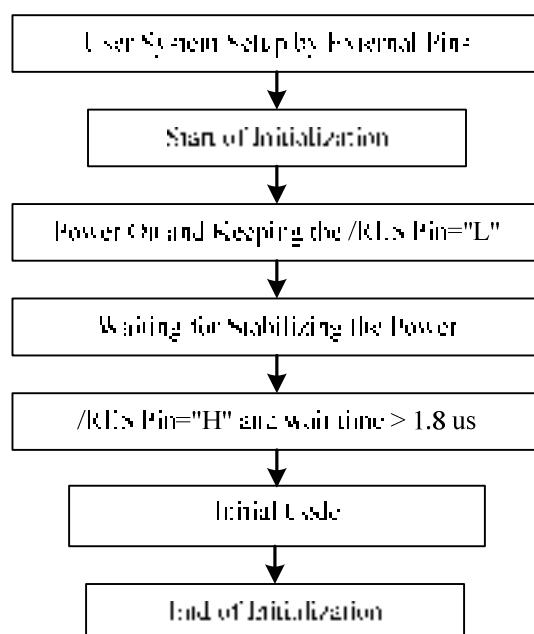 User System Setup by External Pins
Start of Initialization
Power On and Keeping the /RES Pin="L"
Waiting for Stabilizing the Power
/RES Pin="H" and wait time > 1.8 us
Initial Code
End of Initialization